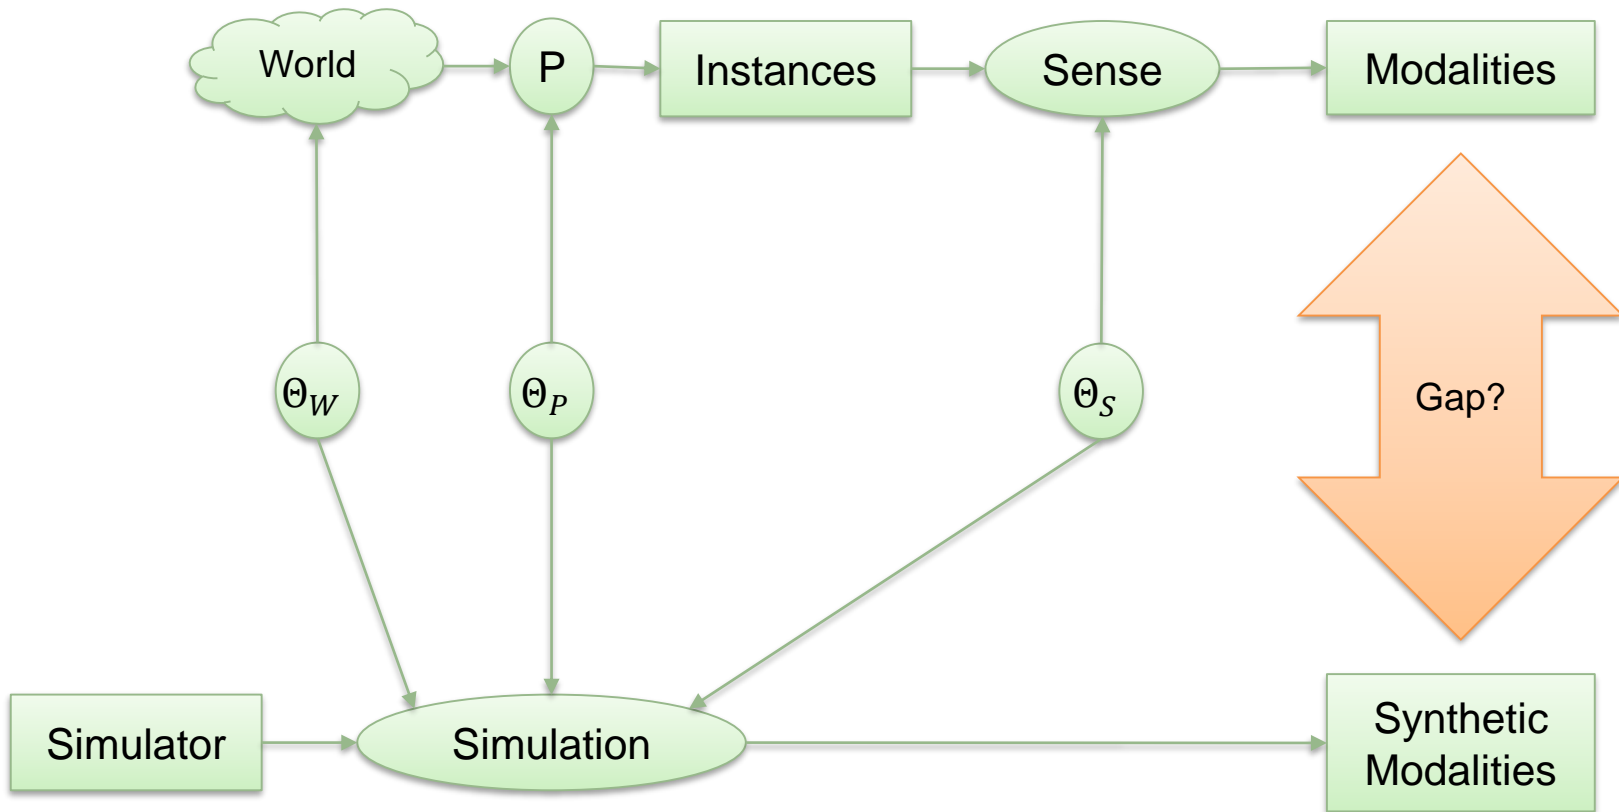 World
P
Instances
Sense
Modalities
Θ_W
Θ_P
Θ_S
Gap?
Simulator
Simulation
Synthetic
Modalities